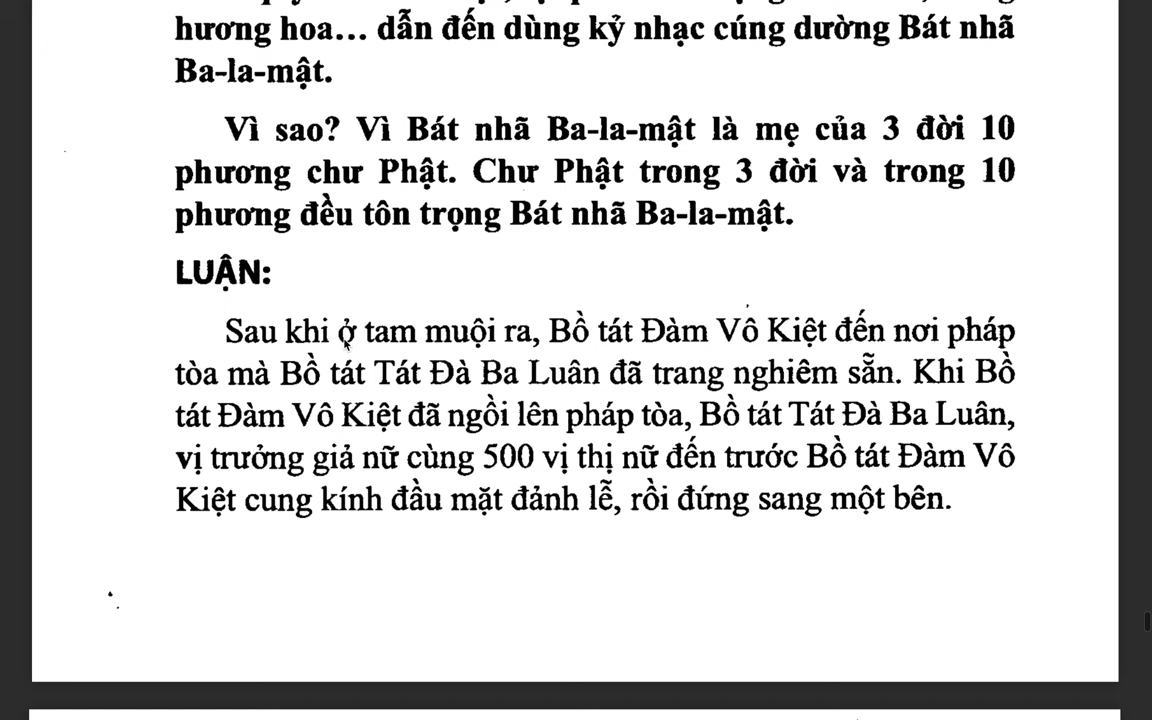 hương hoa... dẫn đến dùng kỷ nhạc cúng dường Bát nhã
Ba-la-mật.
Vì sao? Vì Bát nhã Ba-la-mật là mẹ của 3 đời 10
phương chư Phật. Chư Phật trong 3 đời và trong 10
phương đều tôn trọng Bát nhã Ba-la-mật.
LUẬN:
Sau khi ở tam muội ra, Bồ tát Đàm Vô Kiệt đến nơi pháp
tòa mà Bồ tát Tát Đà Ba Luân đã trang nghiêm sẵn. Khi Bồ
tát Đàm Vô Kiệt đã ngồi lên pháp tòa, Bồ tát Tát Đà Ba Luân,
vị trưởng giả nữ cùng 500 vị thị nữ đến trước Bồ tát Đàm Vô
Kiệt cung kính đầu mặt đảnh lễ, rồi đứng sang một bên.